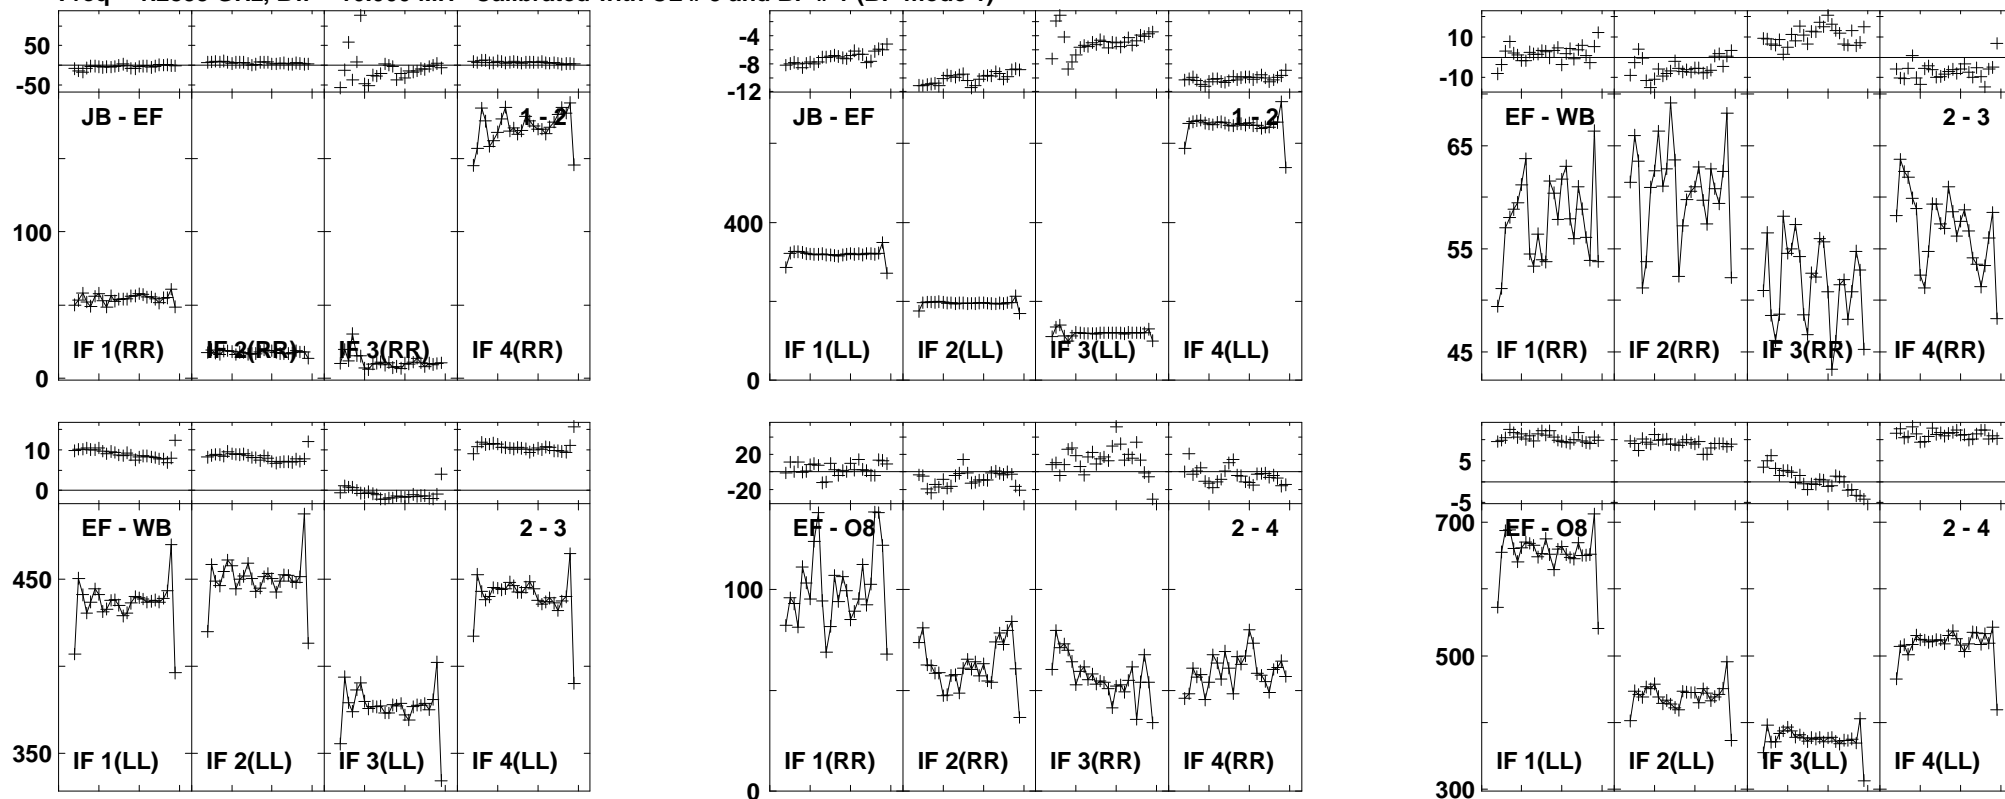 50
0
-50
JB - EF
1 - 2
100
0
IF 1(RR)
IF 2(RR)
IF 3(RR)
IF 4(RR)
-4
-8
-12
JB - EF
1 - 2
400
0
IF 1(LL)
IF 2(LL)
IF 3(LL)
IF 4(LL)
10
-10
EF - WB
2 - 3
65
55
45
IF 1(RR)
IF 2(RR)
IF 3(RR)
IF 4(RR)
10
0
EF - WB
2 - 3
450
350
IF 1(LL)
IF 2(LL)
IF 3(LL)
IF 4(LL)
20
-20
EF - O8
2 - 4
100
0
IF 1(RR)
IF 2(RR)
IF 3(RR)
IF 4(RR)
5
-5
700
EF - O8
2 - 4
500
300
IF 1(LL)
IF 2(LL)
IF 3(LL)
IF 4(LL)